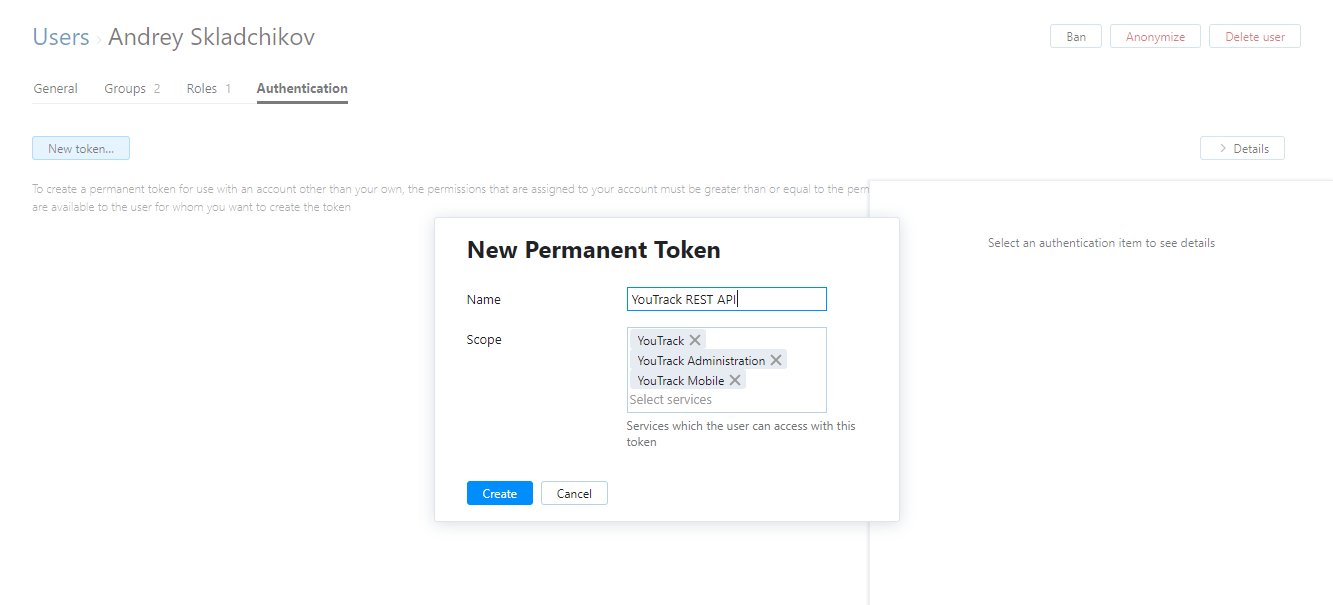 Users › Andrey Skladchikov
Ban
Anonymize
Delete user
General
Groups 2
Roles 1
Authentication
New token...
Details
To create a permanent token for use with an account other than your own, the permissions that are assigned to your account must be greater than or equal to the perm
are available to the user for whom you want to create the token
Select an authentication item to see details
New Permanent Token
Name
YouTrack REST API
Scope
YouTrack
YouTrack Administration
YouTrack Mobile
Select services
Services which the user can access with this
token
Create
Cancel